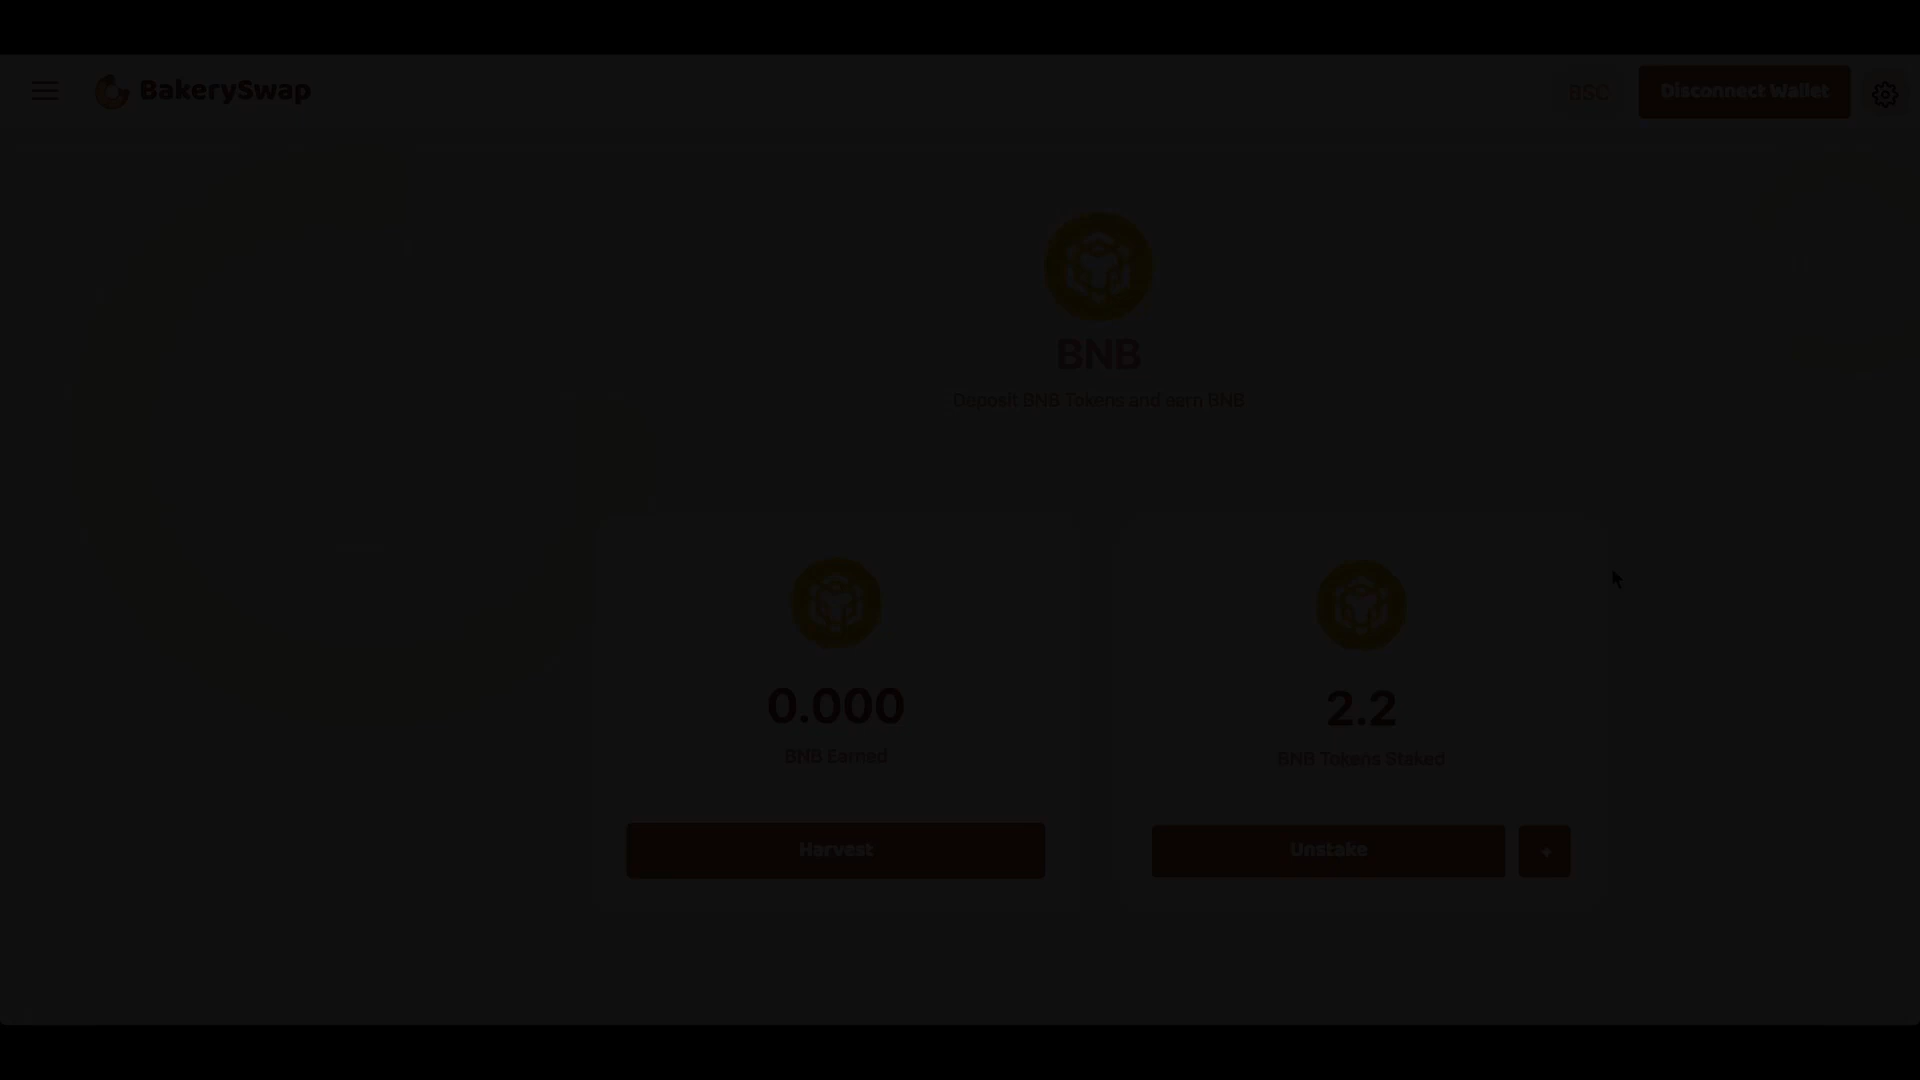 BakerySwap
BSC
Disconnect Wallet
BNB
Deposit BNB Tokens and earn BNB
0.000
BNB Earned
Harvest
2.2
BNB Tokens Staked
Unstake
+